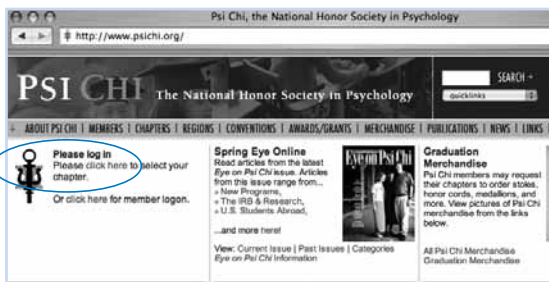 Psi Chi, the National Honor Society in Psychology
http://www.psichi.org/
PSI CHI The National Honor Society in Psychology
SEARCH
quicklinks
ABOUT PSI CHI | MEMBERS | CHAPTERS | REGIONS | CONVENTIONS | AWARDS/GRANTS | MERCHANDISE | PUBLICATIONS | NEWS | LINKS
Please log in
Please click here to select your
chapter.
Or click here for member logon.
Spring Eye Online
Read articles from the latest
Eye on Psi Chi issue. Articles
from this issue range from...
» New Programs,
» The IRB & Research,
» U.S. Students Abroad,
...and more here!
View: Current Issue | Past Issues | Categories
Eye on Psi Chi Information
Eye on Psi Chi
Graduation
Merchandise
Psi Chi members may request
their chapters to order stoles,
honor cords, medallions, and
more. View pictures of Psi Chi
merchandise from the links
below.
All Psi Chi Merchandise
Graduation Merchandise